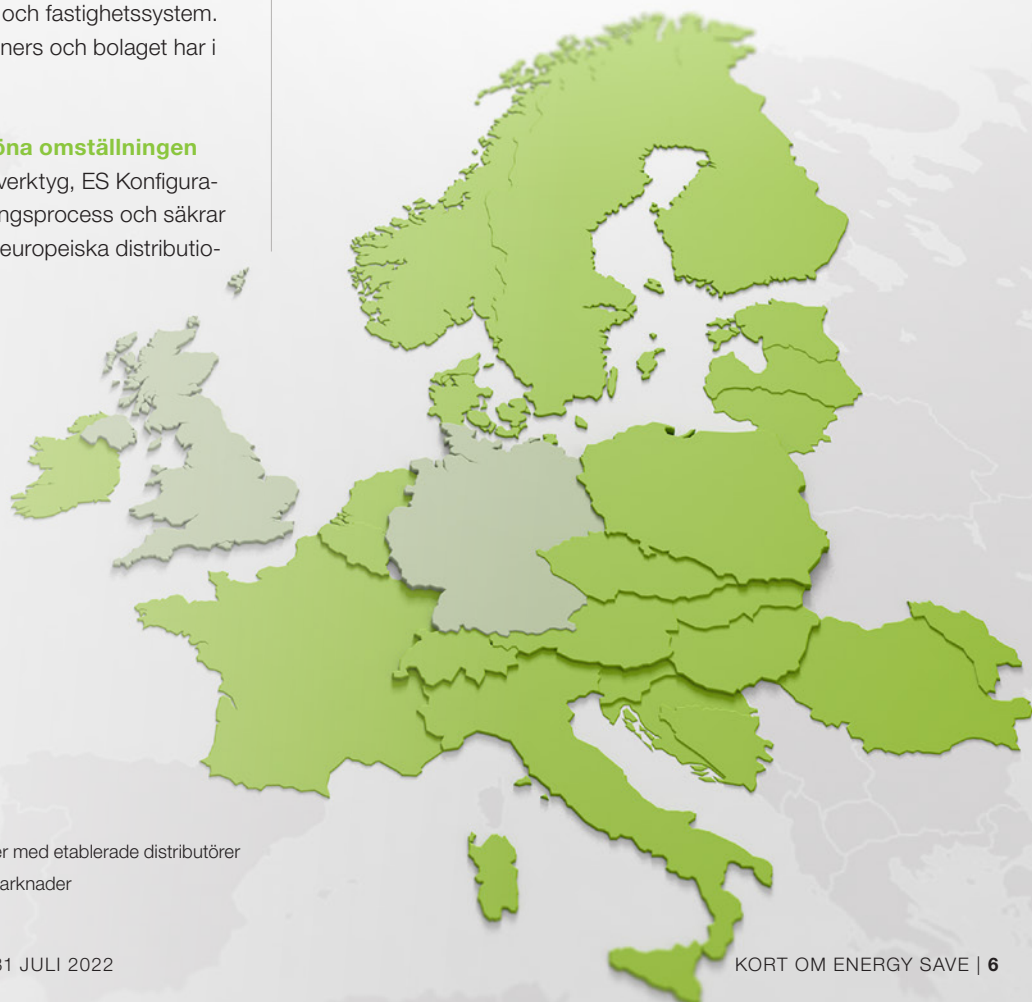 och fastighetssystem.
ners och bolaget har i
öna omställningen
verktyg, ES Konfigura-
ngsprocess och säkrar
europeiska distributio-
er med etablerade distributörer
arknader
31 JULI 2022
KORT OM ENERGY SAVE | 6